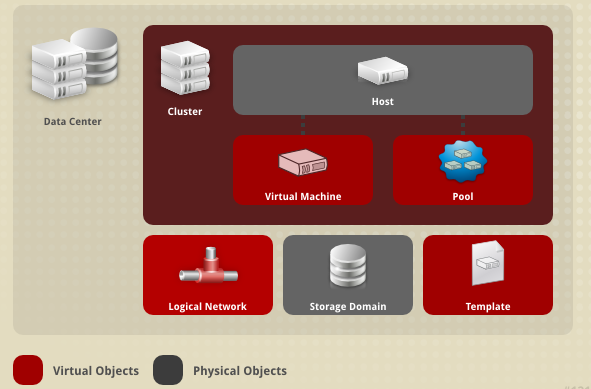 Data Center
Cluster
Host
Virtual Machine
Pool
Logical Network
Storage Domain
Template
Virtual Objects
Physical Objects